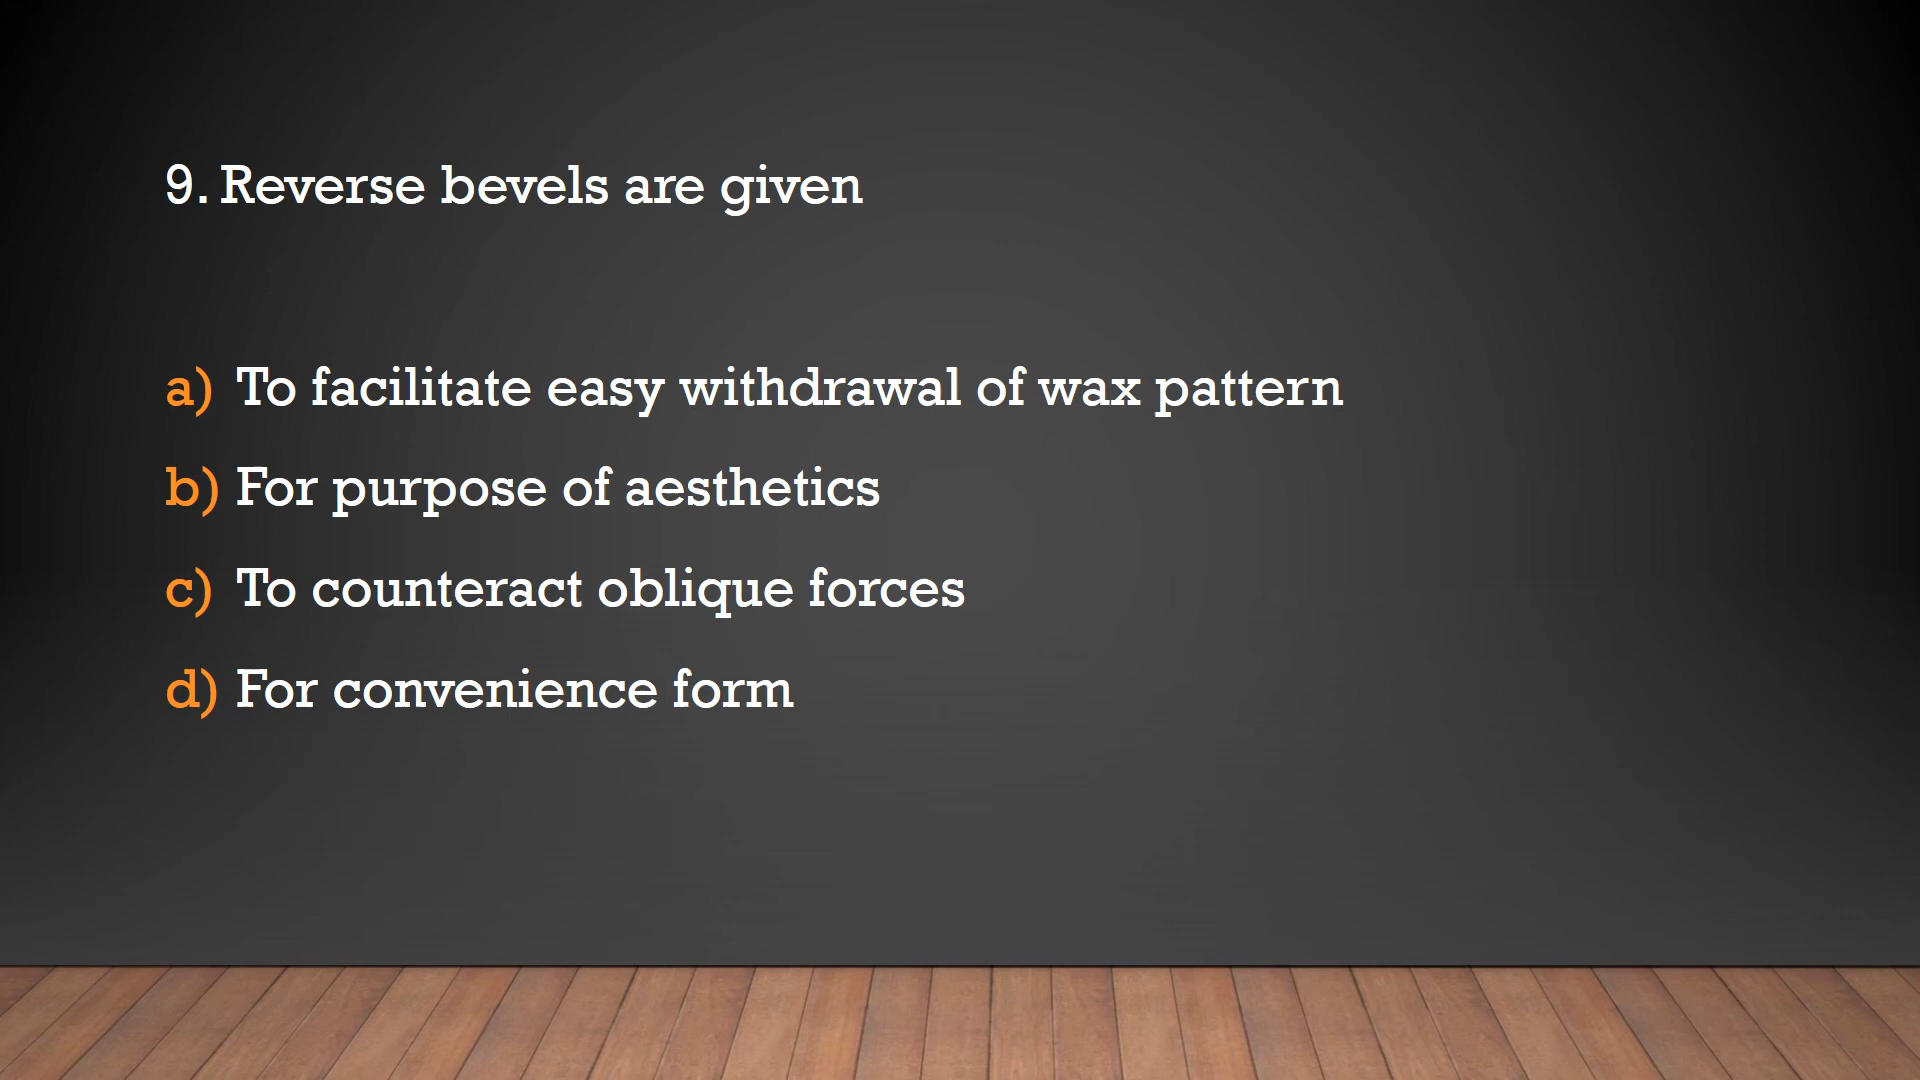 9. Reverse bevels are given
a) To facilitate easy withdrawal of wax pattern
b) For purpose of aesthetics
c) To counteract oblique forces
d) For convenience form